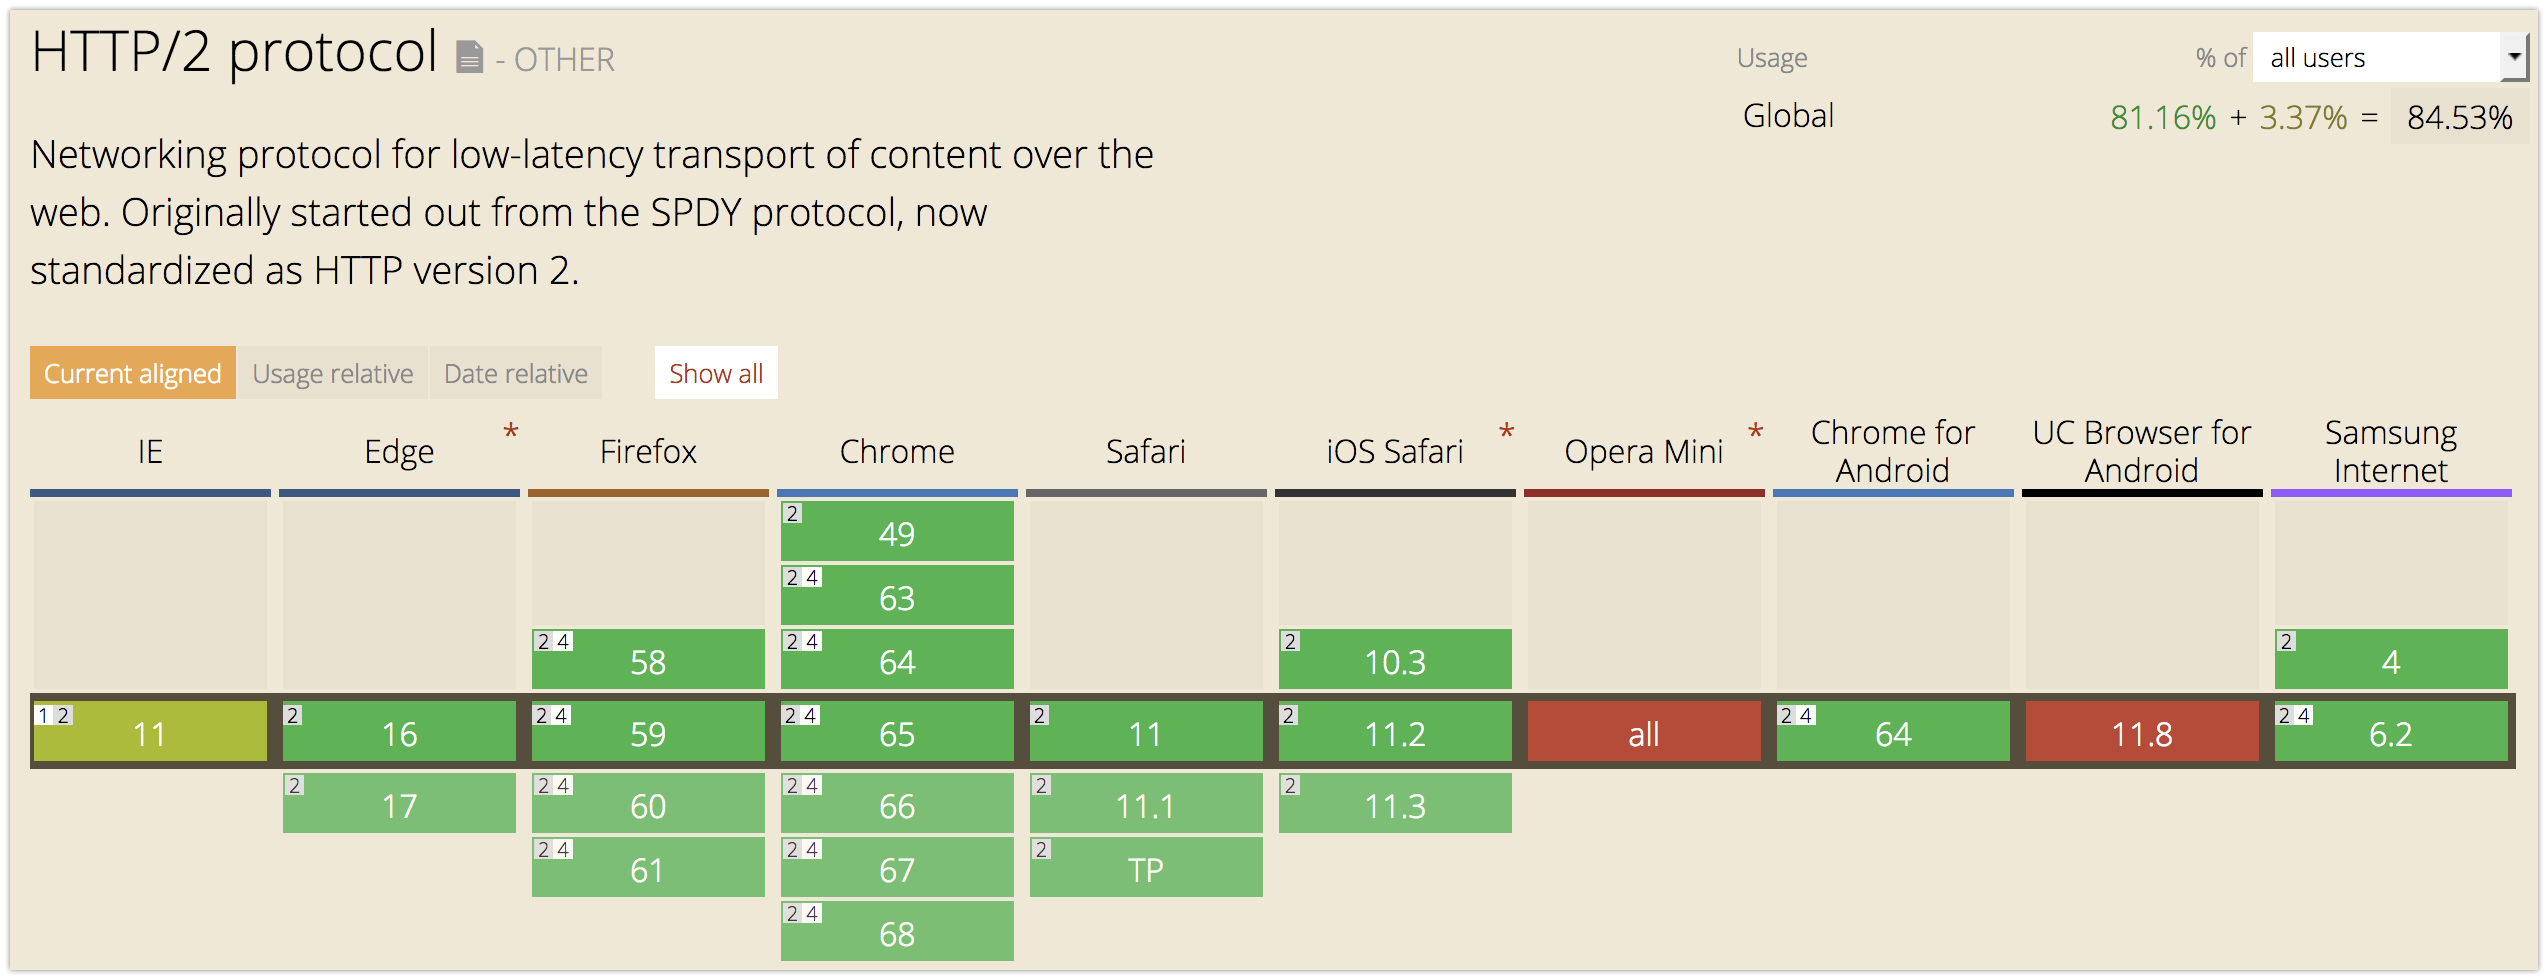 HTTP/2 protocol - OTHER
Usage % of all users
Global 81.16% + 3.37% = 84.53%
Networking protocol for low-latency transport of content over the
web. Originally started out from the SPDY protocol, now
standardized as HTTP version 2.
Current aligned Usage relative Date relative Show all
IE Edge * Firefox Chrome Safari iOS Safari * Opera Mini * Chrome for Android UC Browser for Android Samsung Internet
2 49
2 4 63
2 4 58 2 4 64 2 10.3 2 4
1 2 11 2 16 2 4 59 2 4 65 2 11 2 11.2 all 2 4 64 11.8 2 4 6.2
2 17 2 4 60 2 4 66 2 11.1 2 11.3
2 4 61 2 4 67 2 TP
2 4 68